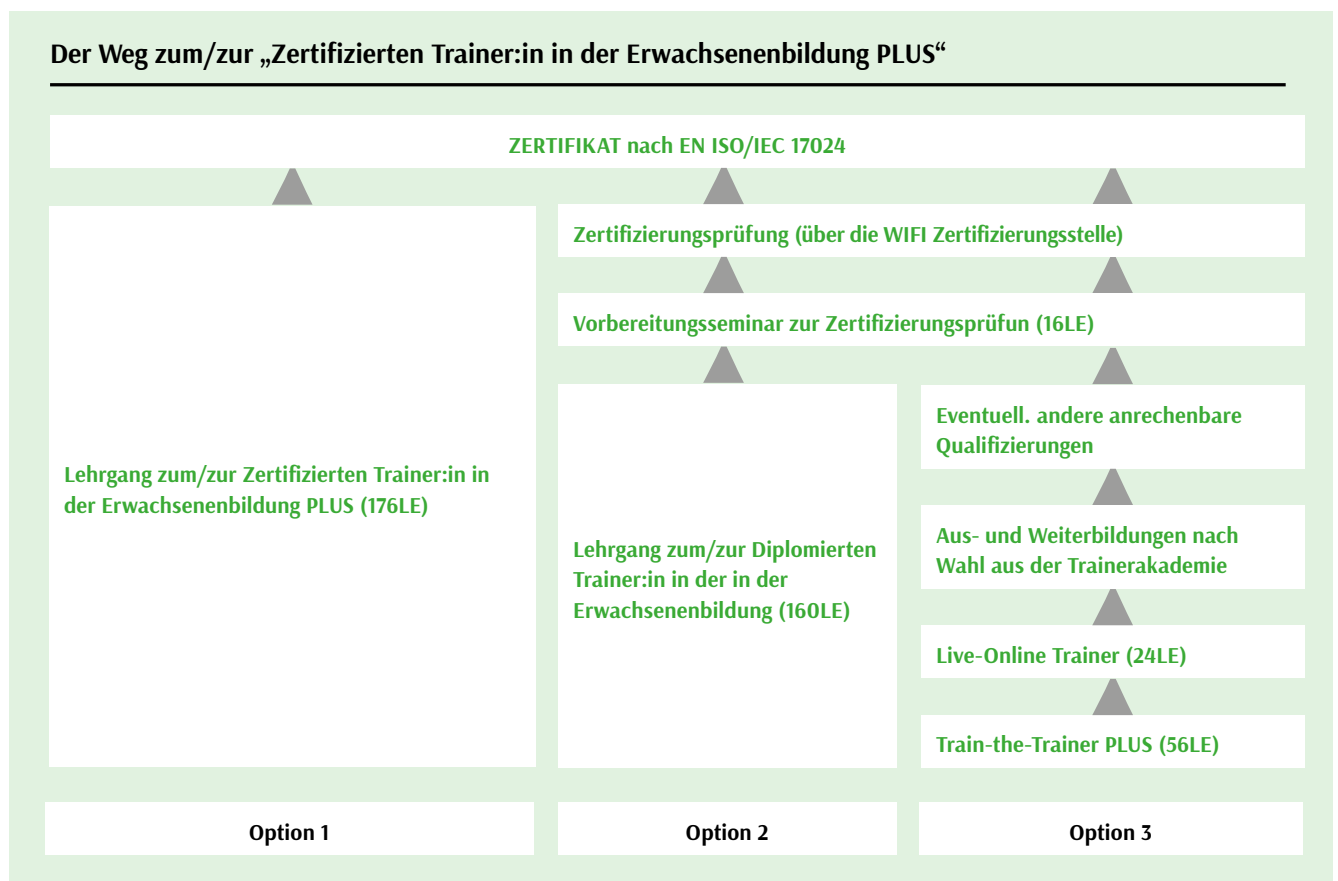 Der Weg zum/zur „Zertifizierten Trainer:in in der Erwachsenenbildung PLUS“
ZERTIFIKAT nach EN ISO/IEC 17024
Lehrgang zum/zur Zertifizierten Trainer:in in
der Erwachsenenbildung PLUS (176LE)
Zertifizierungsprüfung (über die WIFI Zertifizierungsstelle)
Vorbereitungsseminar zur Zertifizierungsprüfun (16LE)
Lehrgang zum/zur Diplomierten
Trainer:in in der in der
Erwachsenenbildung (160LE)
Eventuell. andere anrechenbare
Qualifizierungen
Aus- und Weiterbildungen nach
Wahl aus der Trainerakademie
Live-Online Trainer (24LE)
Train-the-Trainer PLUS (56LE)
Option 1
Option 2
Option 3